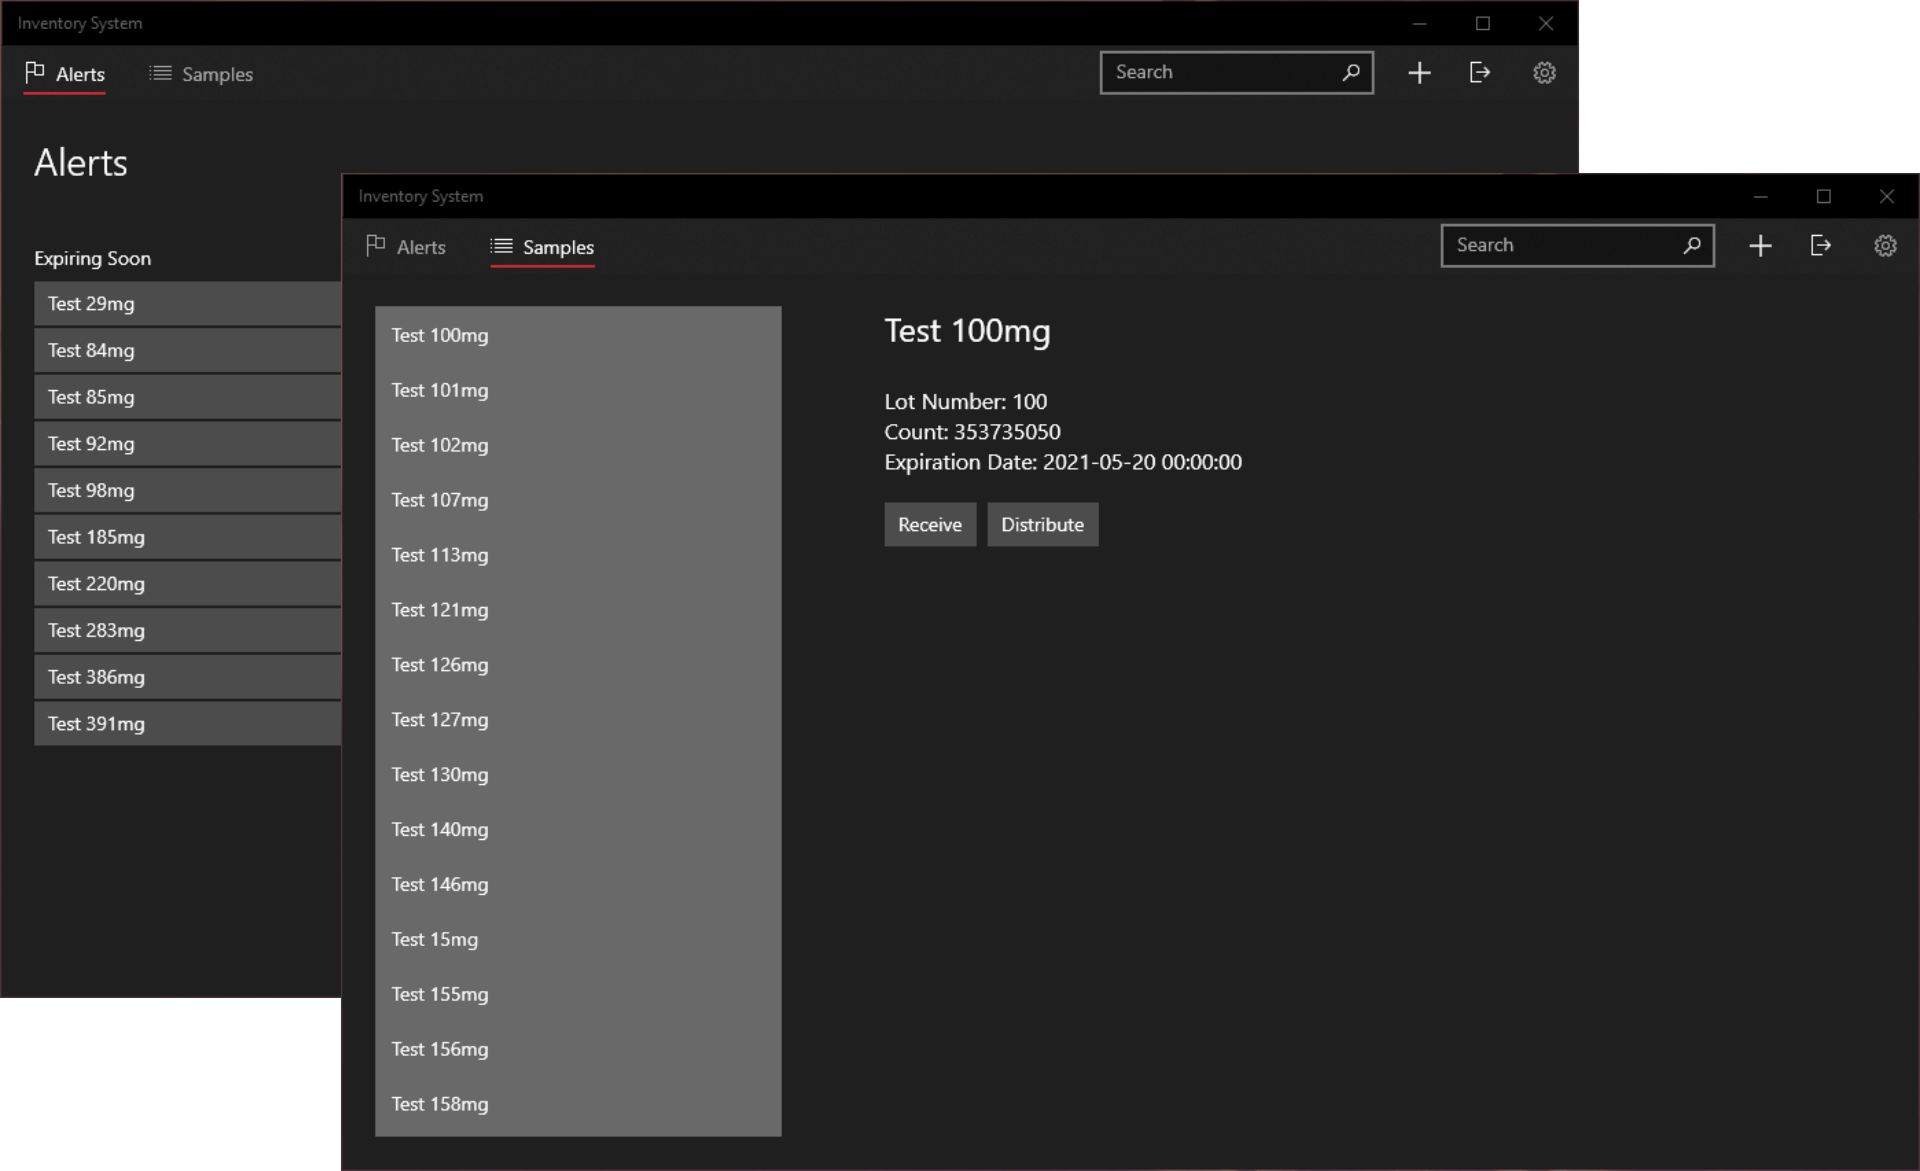 Inventory System
Alerts Samples Search
Alerts
Expiring Soon
Test 29mg
Test 84mg
Test 85mg
Test 92mg
Test 98mg
Test 185mg
Test 220mg
Test 283mg
Test 386mg
Test 391mg
Inventory System
Alerts Samples Search
Test 100mg
Test 101mg
Test 102mg
Test 107mg
Test 113mg
Test 121mg
Test 126mg
Test 127mg
Test 130mg
Test 140mg
Test 146mg
Test 15mg
Test 155mg
Test 156mg
Test 158mg
Test 100mg
Lot Number: 100
Count: 353735050
Expiration Date: 2021-05-20 00:00:00
Receive Distribute